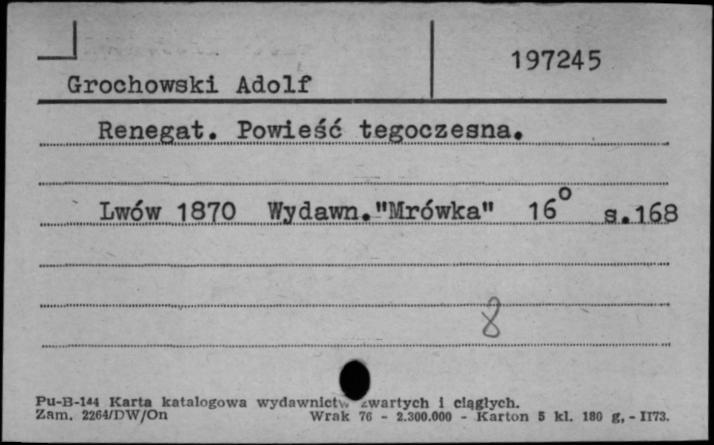 197245
Grochowski Adolf
Renegat. Powieść tegoczesna.
Lwów 1870 Wydawn."Mrówka" 16° s.168
8
Pu-B-144 Karta katalogowa wydawnictw zwartych i ciągłych.
Zam. 2264/DW/On Wrak 76 - 2.300.000 - Karton 5 kl. 180 g. - II73.